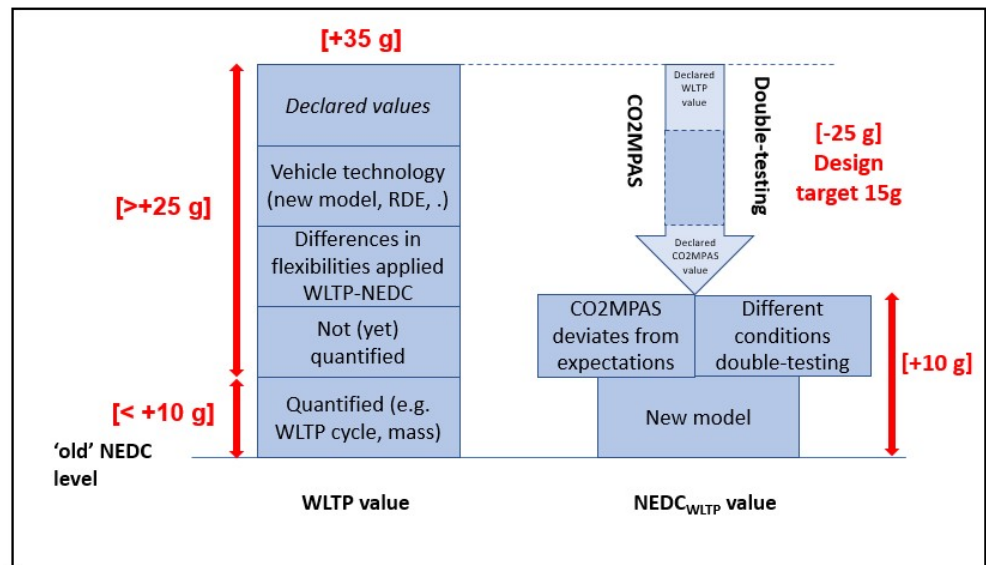 [+35 g]
Declared values
Vehicle technology
(new model, RDE, .)
Differences in
flexibilities applied
WLTP-NEDC
Not (yet)
quantified
Quantified (e.g.
WLTP cycle, mass)
[>+25 g]
[< +10 g]
‘old’ NEDC
level
WLTP value
CO2MPAS
Declared
WLTP
value
Double-testing
Declared
CO2MPAS
value
[-25 g]
Design
target 15g
CO2MPAS
deviates from
expectations
Different
conditions
double-testing
New model
[+10 g]
NEDCWLTP value